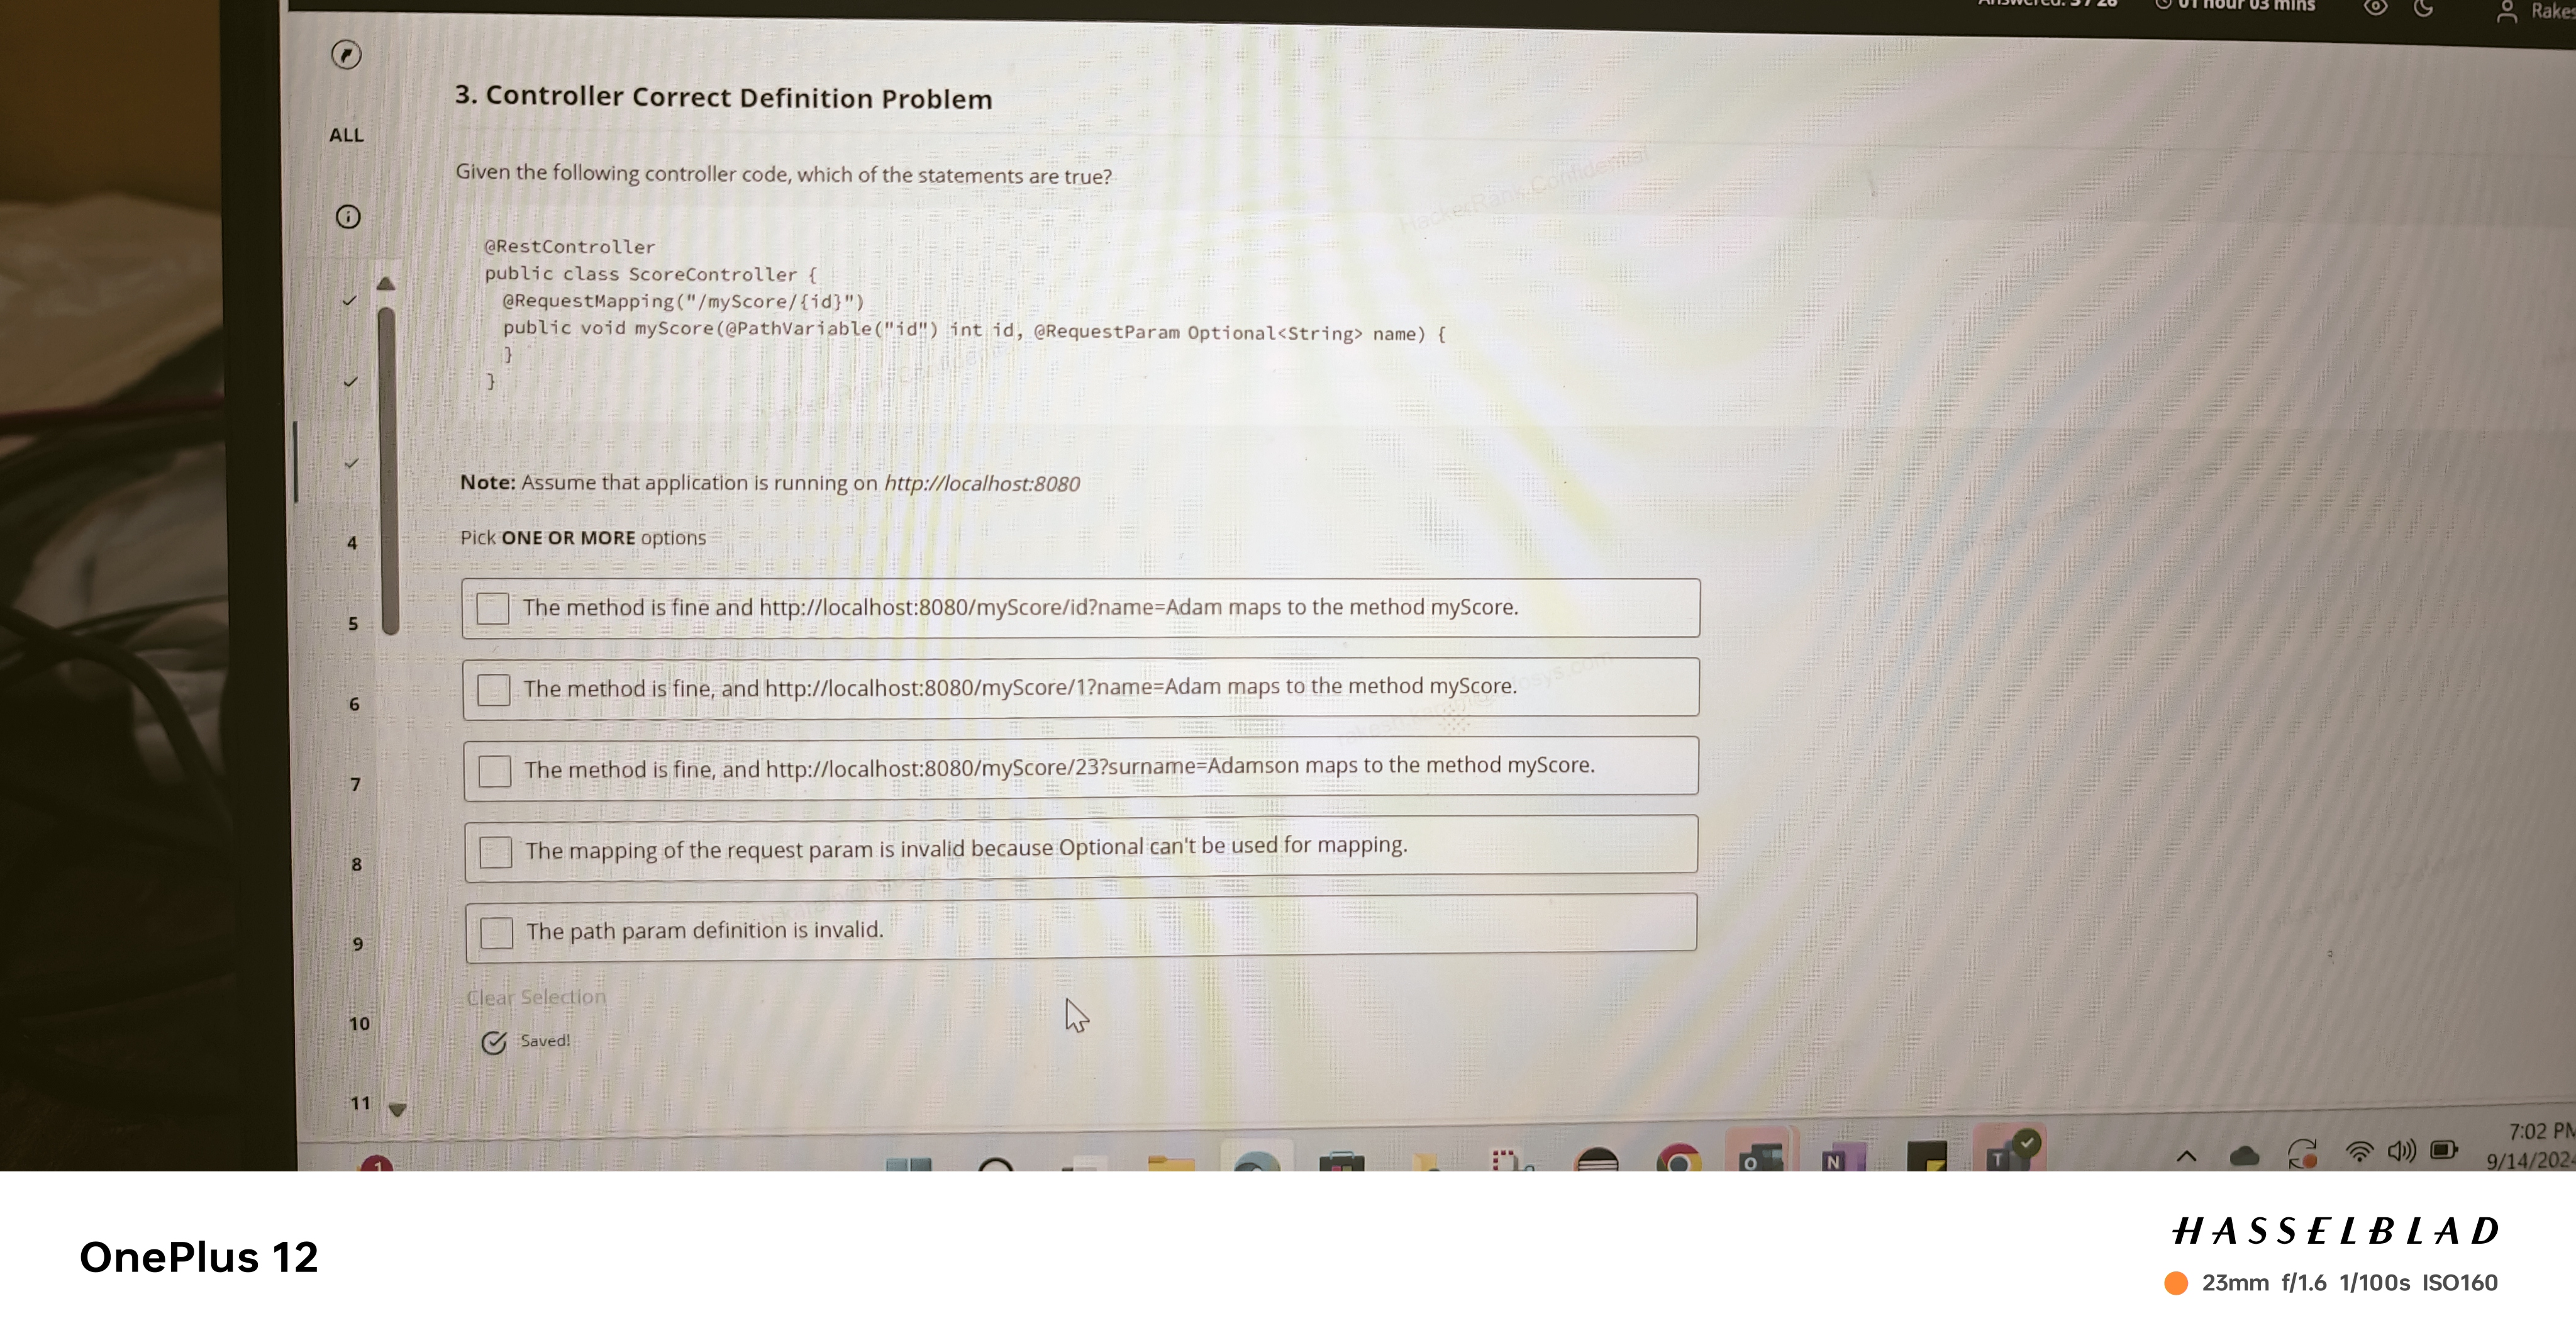 01 hour 03 mins
ALL
3. Controller Correct Definition Problem
Given the following controller code, which of the statements are true?
HackerRank Confidential
@RestController
public class ScoreController {
@RequestMapping("/myScore/{id}")
public void myScore(@PathVariable("id") int id, @RequestParam Optional<String> name) {
}
}
HackerRank Confidential
Note: Assume that application is running on http://localhost:8080
Pick ONE OR MORE options
4
The method is fine and http://localhost:8080/myScore/id?name=Adam maps to the method myScore.
5
The method is fine, and http://localhost:8080/myScore/1?name=Adam maps to the method myScore.
6
The method is fine, and http://localhost:8080/myScore/23?surname=Adamson maps to the method myScore.
7
The mapping of the request param is invalid because Optional can't be used for mapping.
8
The path param definition is invalid.
9
Clear Selection
10
Saved!
11
7:02 PM
9/14/2024
OnePlus 12
HASSELBLAD
23mm f/1.6 1/100s ISO160